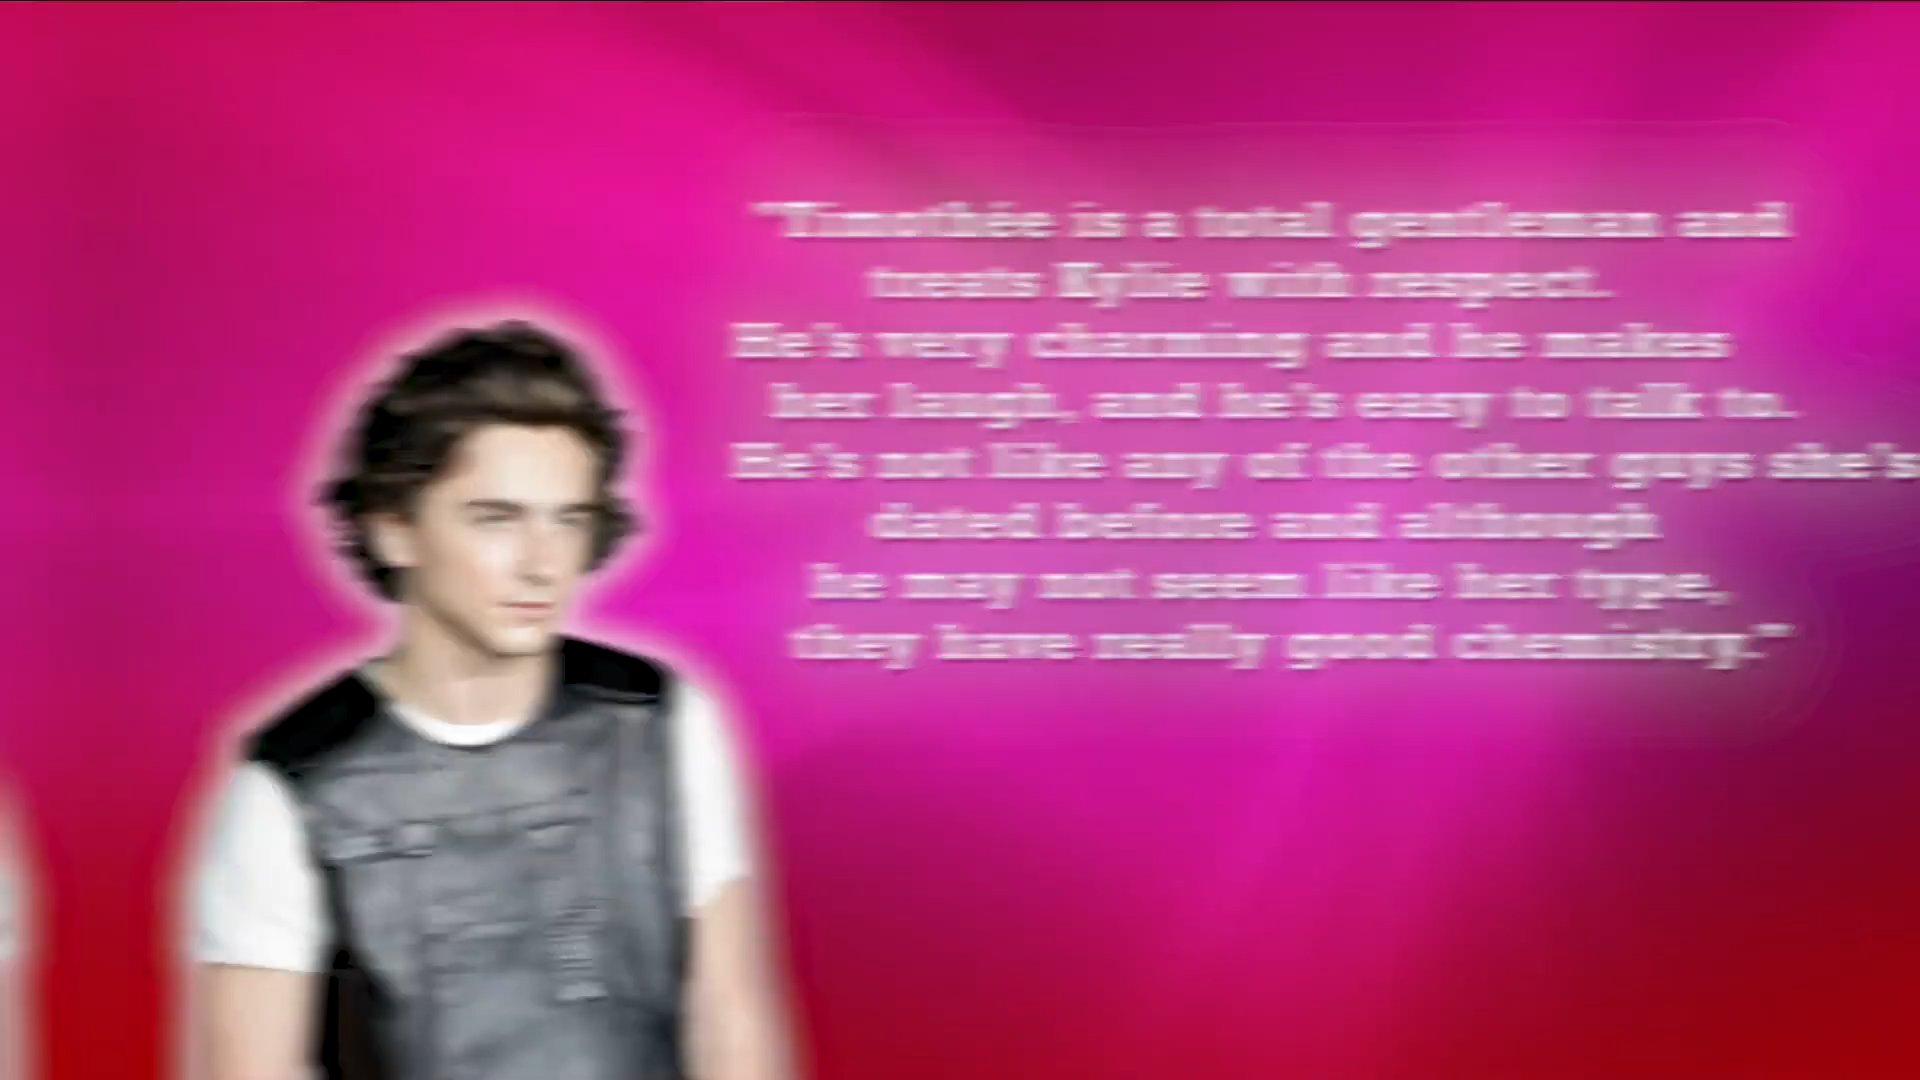 "Timothée is a total gentleman and
treats Kylie with respect.
He's very charming and he makes
her laugh, and he's easy to talk to.
He's not like any of the other guys she's
dated before and although
he may not seem like her type,
they have really good chemistry."